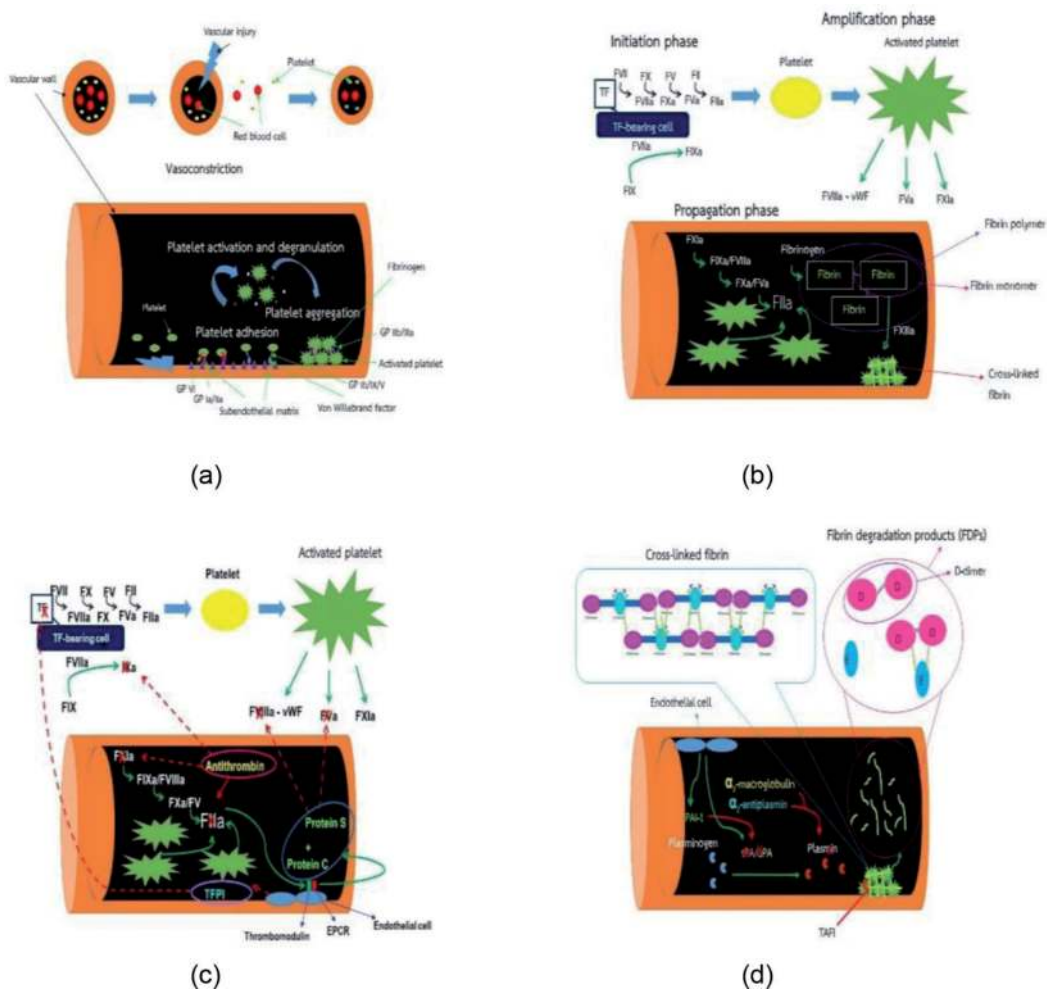 Vascular injury
Vascular wall
Platelet
Red blood cell
Vasoconstriction
Platelet activation and degranulation
Fibrinogen
Platelet
Platelet aggregation
Platelet adhesion
GP IIb/IIIa
Activated platelet
GP VI
GP Ia/IIa
GP Ib/IX/V
Subendothelial matrix
Von Willebrand factor
(a)
Amplification phase
Initiation phase
Activated platelet
Platelet
FVII FX FV FII
TF
FVIIa FXa FVa FIIa
TF-bearing cell
FVIIa
FIXa
FIX
FVIIIa - vWF
FVa
FXIa
Propagation phase
Fibrin polymer
FXIa
FIXa/FVIIIa
Fibrinogen
Fibrin
Fibrin
Fibrin monomer
FXa/FVa
FIIa
Fibrin
FXIIIa
Cross-linked
fibrin
(b)
Activated platelet
Platelet
FVII FX FV FII
TF
FVIIa FX FVa FIIa
TF-bearing cell
FVIIa
FIX
FVIIIa - vWF
FVa
FXIa
FXIa
Antithrombin
FIXa/FVIIIa
FXa/FV
FIIa
Protein S
+
Protein C
TFPI
Thrombomodulin
EPCR
Endothelial cell
(c)
Fibrin degradation products (FDPs)
Cross-linked fibrin
D-dimer
D D
D D
Endothelial cell
α2-macroglobulin
α2-antiplasmin
PAI-1
Plasminogen
tPA/uPA
Plasmin
TAFI
(d)